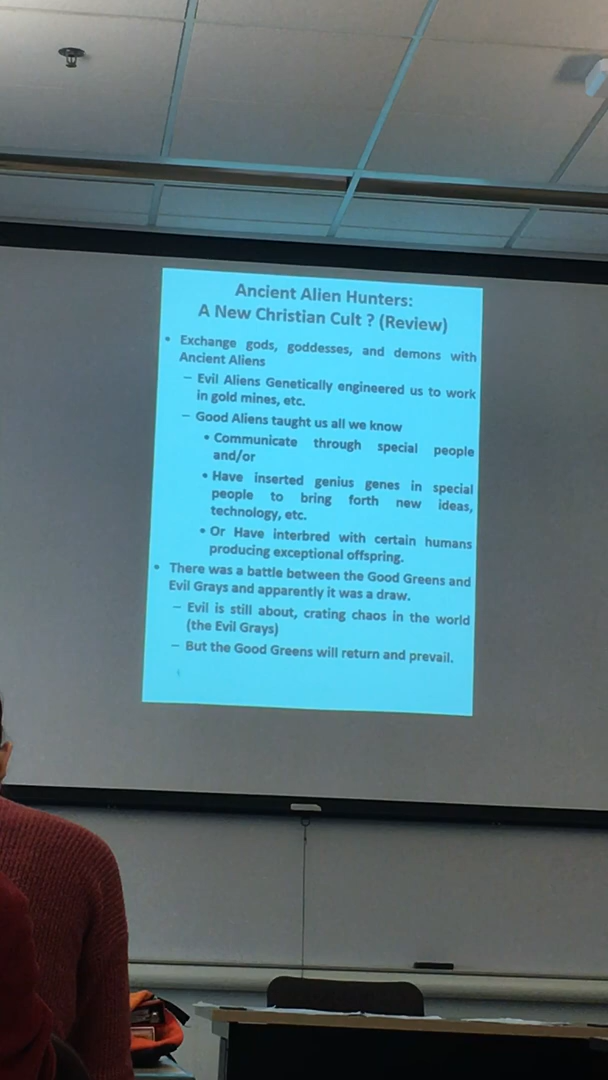 Ancient Alien Hunters:
A New Christian Cult ? (Review)
• Exchange gods, goddesses, and demons with
Ancient Aliens
– Evil Aliens Genetically engineered us to work
in gold mines, etc.
– Good Aliens taught us all we know
• Communicate through special people
and/or
• Have inserted genius genes in special
people to bring forth new ideas,
technology, etc.
• Or Have interbred with certain humans
producing exceptional offspring.
• There was a battle between the Good Greens and
Evil Grays and apparently it was a draw.
– Evil is still about, crating chaos in the world
(the Evil Grays)
– But the Good Greens will return and prevail.